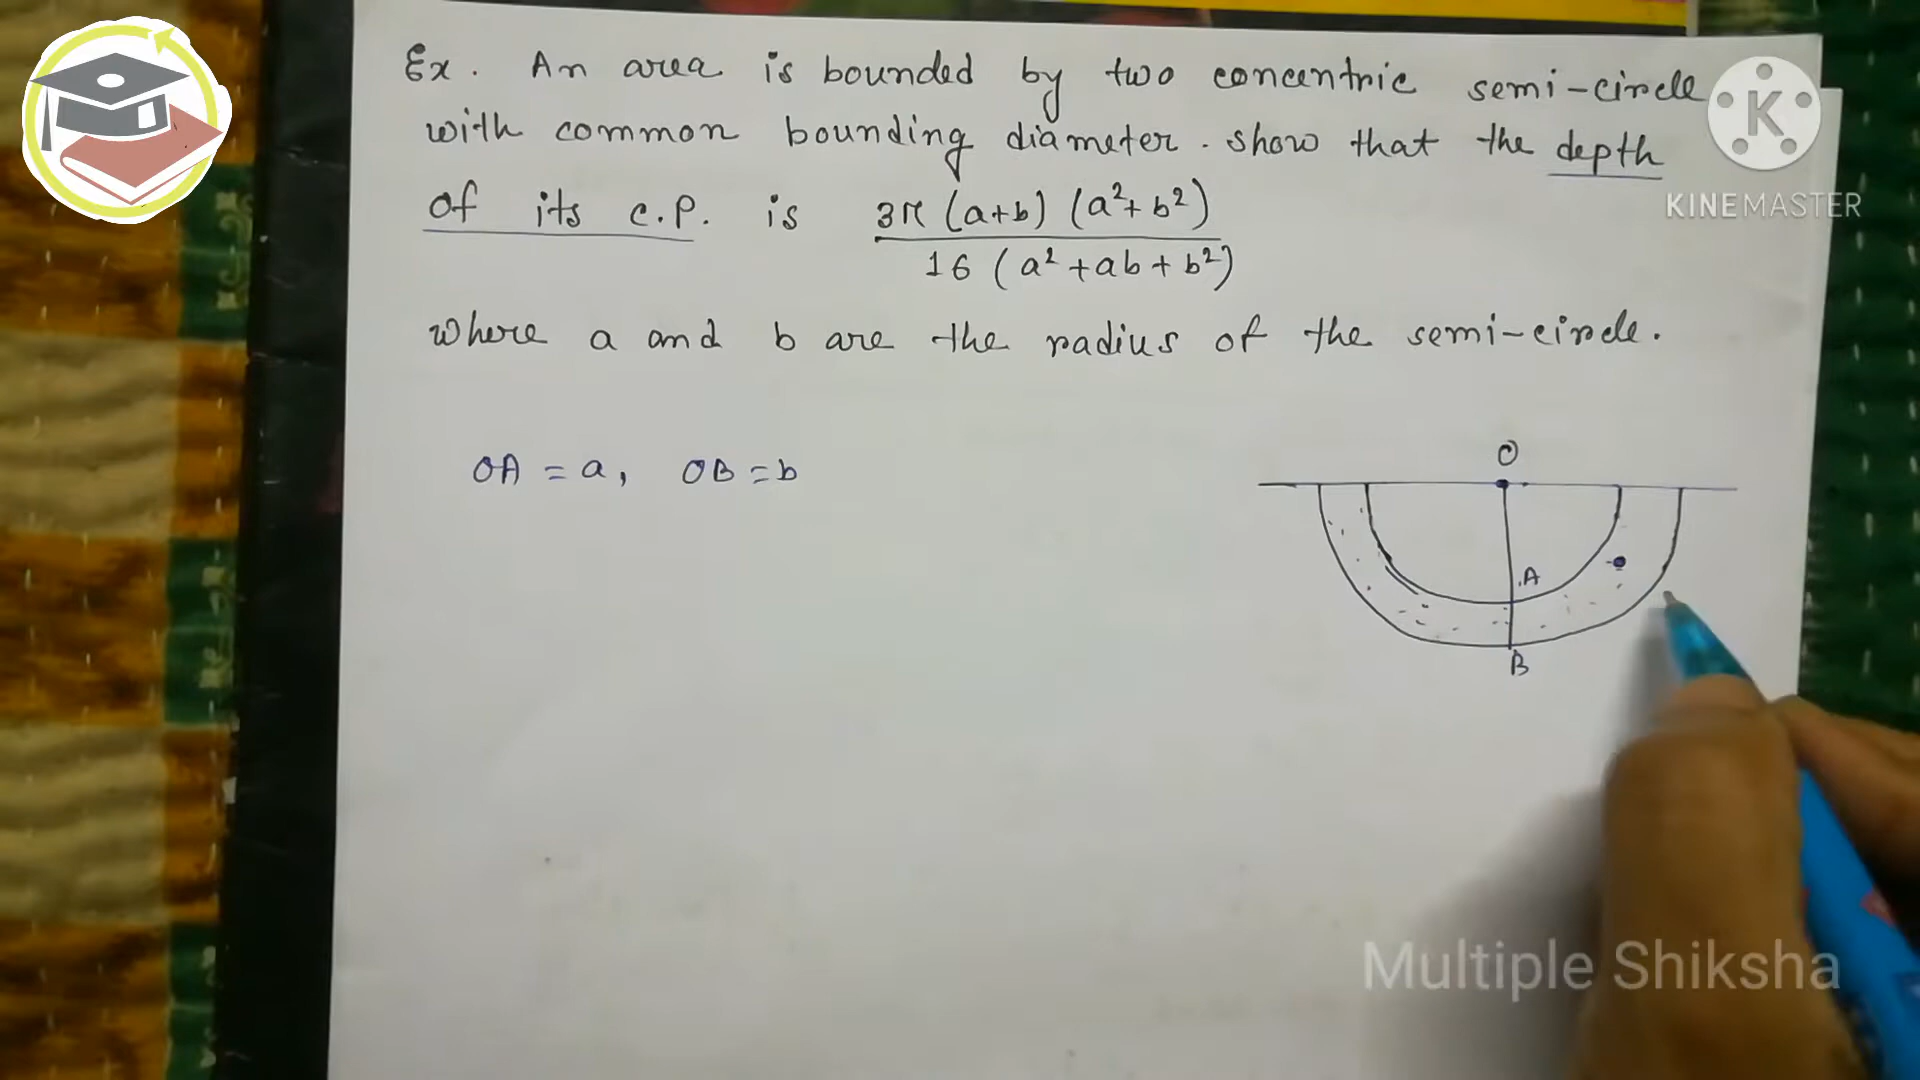 Ex. An area is bounded by two concentric semi-circle
with common bounding diameter. show that the depth
of its c.p. is 3π (a+b) (a²+b²)
16 (a²+ab+b²)
where a and b are the radius of the semi-circle.
OA = a, OB = b
O
A
B
K
KINEMASTER
Multiple Shiksha